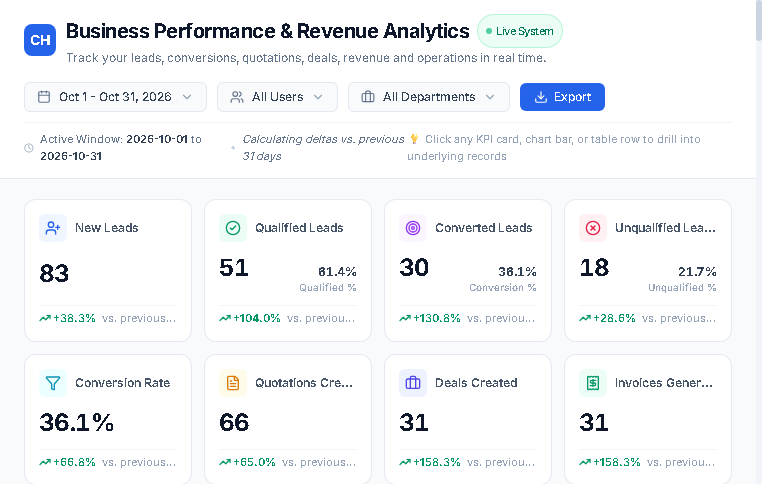 CH
Business Performance & Revenue Analytics
Live System
Track your leads, conversions, quotations, deals, revenue and operations in real time.
Oct 1 - Oct 31, 2026
All Users
All Departments
Export
Active Window: 2026-10-01 to
2026-10-31
Calculating deltas vs. previous
31 days
💡 Click any KPI card, chart bar, or table row to drill into
underlying records
New Leads
83
+38.3% vs. previous...
Qualified Leads
51
61.4%
Qualified %
+104.0% vs. previou...
Converted Leads
30
36.1%
Conversion %
+130.8% vs. previou...
Unqualified Lea...
18
21.7%
Unqualified %
+28.6% vs. previou...
Conversion Rate
36.1%
+66.8% vs. previous...
Quotations Cre...
66
+65.0% vs. previous...
Deals Created
31
+158.3% vs. previou...
Invoices Gener...
31
+158.3% vs. previou...